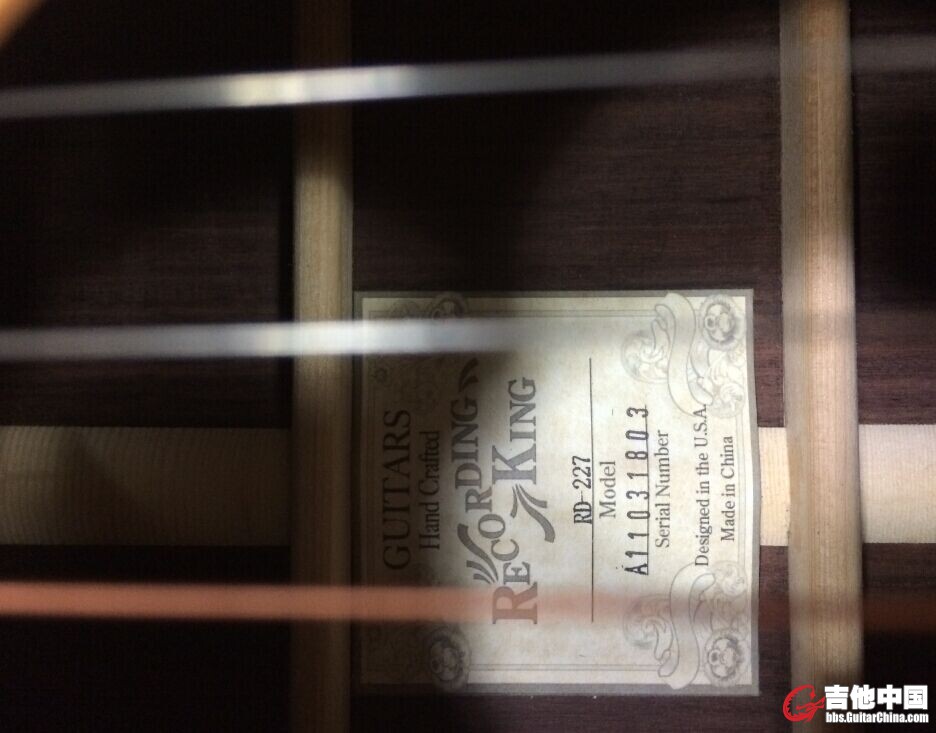 GUITARS
Hand Crafted
RECORDING
KING
RD-227
Model
A11031803
Serial Number
Designed in the U.S.A.
Made in China
吉他中国
bbs.GuitarChina.com